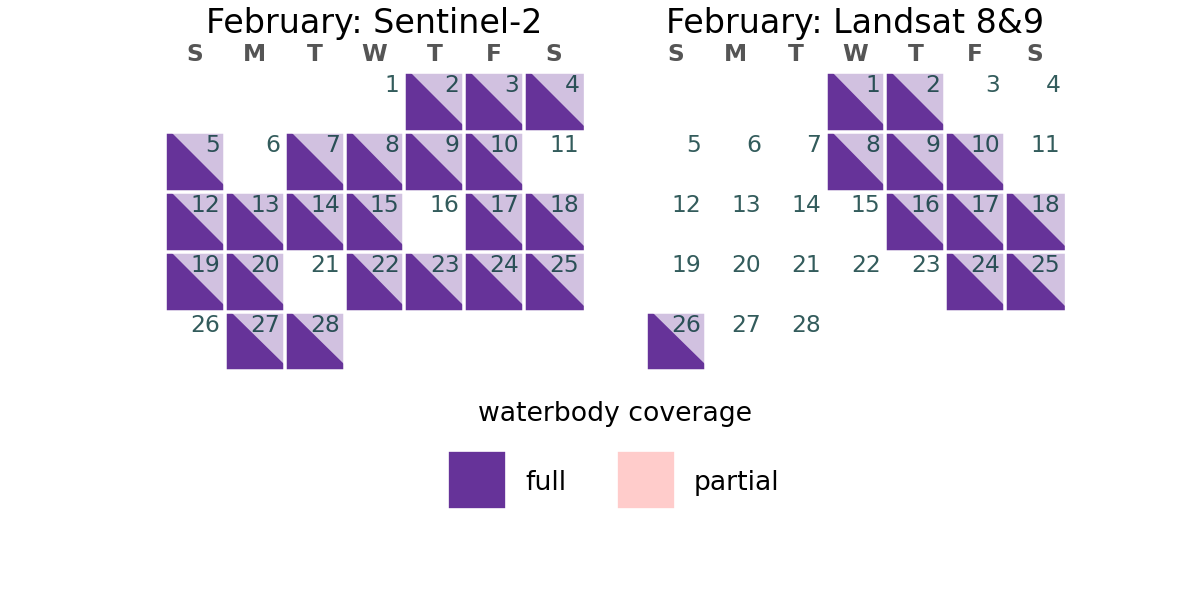 February: Sentinel-2
S M T W T F S
1 2 3 4
5 6 7 8 9 10 11
12 13 14 15 16 17 18
19 20 21 22 23 24 25
26 27 28
February: Landsat 8&9
S M T W T F S
1 2 3 4
5 6 7 8 9 10 11
12 13 14 15 16 17 18
19 20 21 22 23 24 25
26 27 28
waterbody coverage
full partial